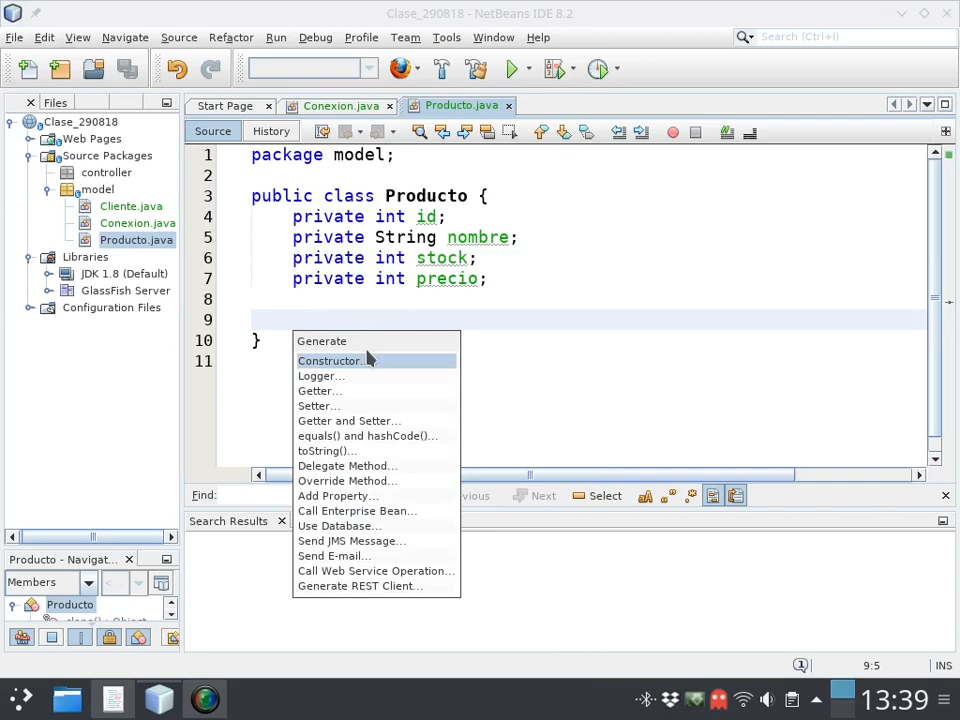 Clase_290818 - NetBeans IDE 8.2
File Edit View Navigate Source Refactor Run Debug Profile Team Tools Window Help
Search (Ctrl+I)
Files
Start Page Conexion.java Producto.java
Clase_290818
Web Pages
Source Packages
controller
model
Cliente.java
Conexion.java
Producto.java
Libraries
JDK 1.8 (Default)
GlassFish Server
Configuration Files
Source History
1 package model;
2
3 public class Producto {
4 private int id;
5 private String nombre;
6 private int stock;
7 private int precio;
8
9
10 }
11
Generate
Constructor...
Logger...
Getter...
Setter...
Getter and Setter...
equals() and hashCode()...
toString()...
Delegate Method...
Override Method...
Add Property...
Call Enterprise Bean...
Use Database...
Send JMS Message...
Send E-mail...
Call Web Service Operation...
Generate REST Client...
Find: vious Next Select
Search Results
Producto - Navigat...
Members
Producto
clone() : Object
1 9:5 INS
13:39